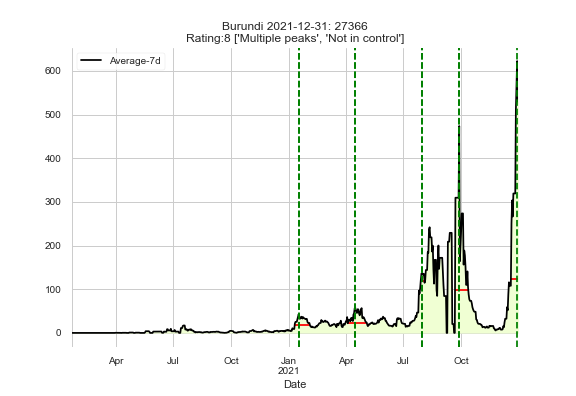 Burundi 2021-12-31: 27366
Rating:8 ['Multiple peaks', 'Not in control']
Average-7d
600
500
400
300
200
100
0
Apr Jul Oct Jan Apr Jul Oct
2021
Date